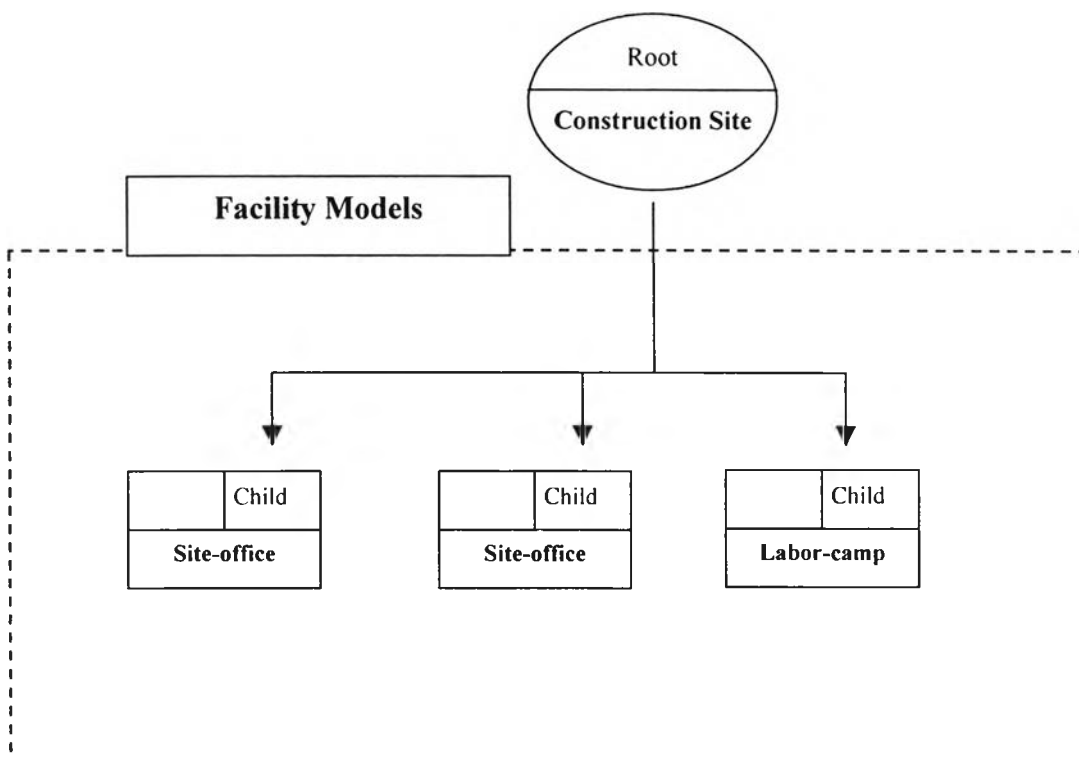 Root
Construction Site
Facility Models
Child
Site-office
Child
Site-office
Child
Labor-camp